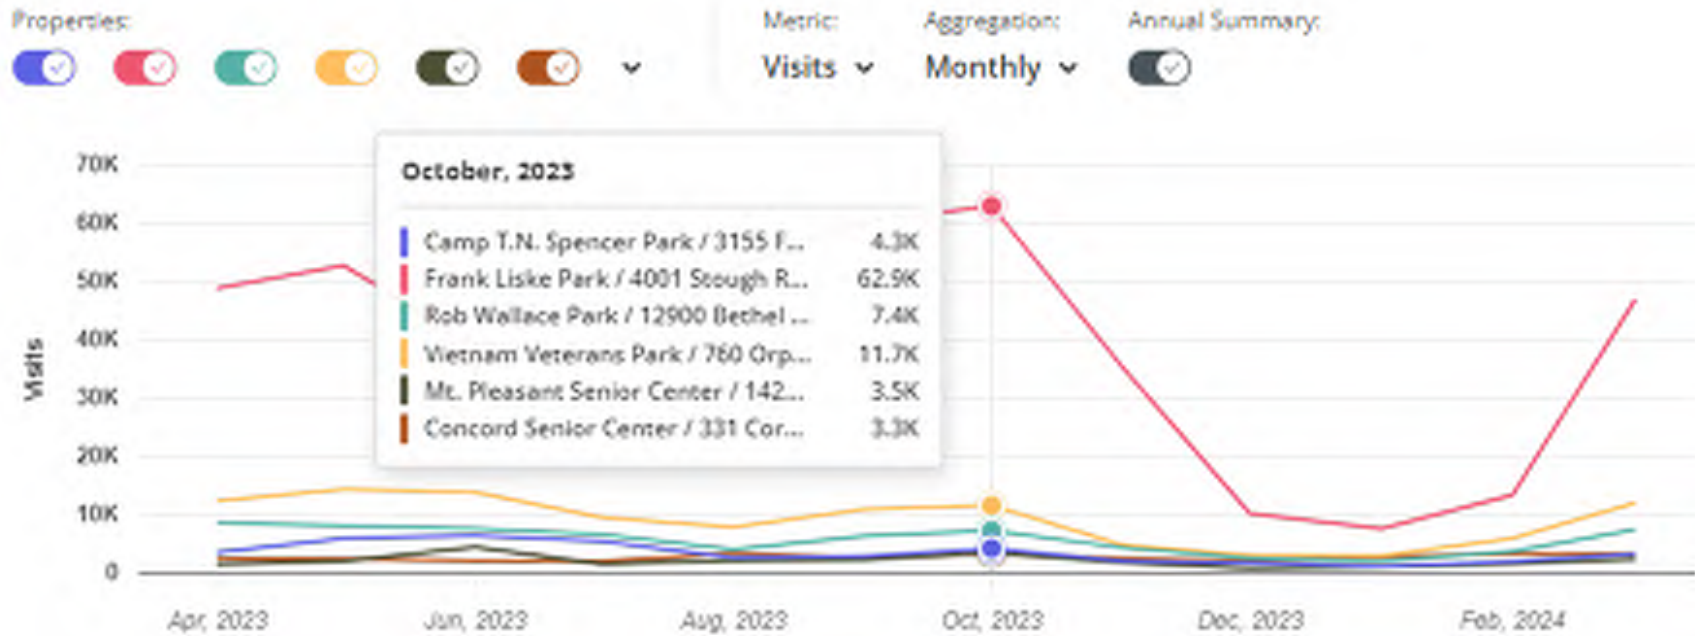 Properties: Metric: Aggregation: Annual Summary:
Visits Monthly
70K
60K
50K
40K
30K
20K
10K
0
Visits
October, 2023
Camp T.N. Spencer Park / 3155 F... 4.3K
Frank Liske Park / 4001 Stough R... 62.9K
Rob Wallace Park / 12900 Bethel ... 7.4K
Vietnam Veterans Park / 760 Orp... 11.7K
Mt. Pleasant Senior Center / 142... 3.5K
Concord Senior Center / 331 Cor... 3.3K
Apr, 2023 Jun, 2023 Aug, 2023 Oct, 2023 Dec, 2023 Feb, 2024